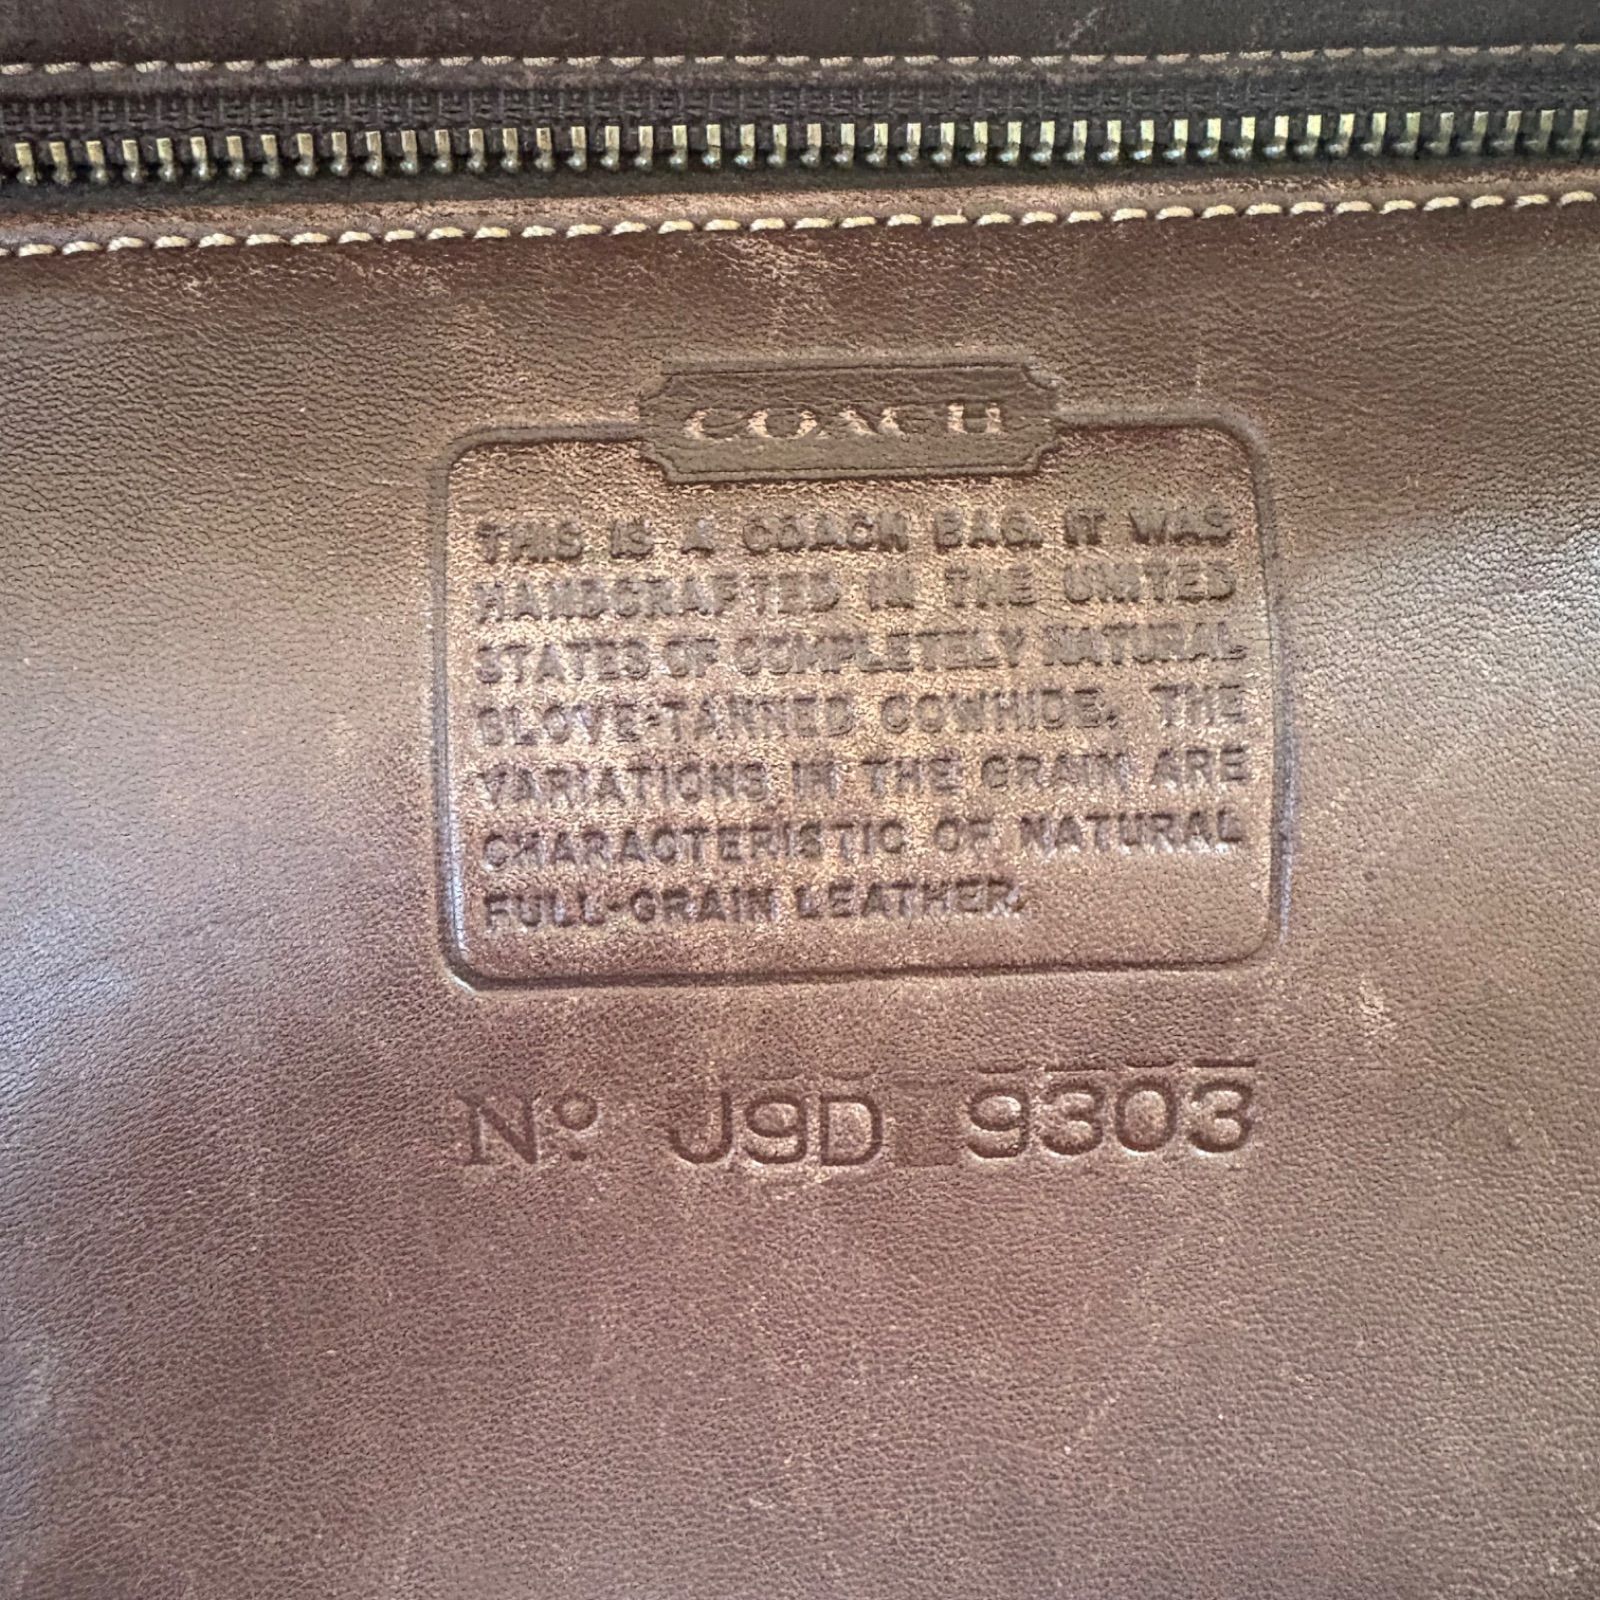 COACH
THIS IS A COACH BAG. IT WAS
HANDCRAFTED IN THE UNITED
STATES OF COMPLETELY NATURAL
GLOVE-TANNED COWHIDE. THE
VARIATIONS IN THE GRAIN ARE
CHARACTERISTIC OF NATURAL
FULL-GRAIN LEATHER.
Nº J9D 9303